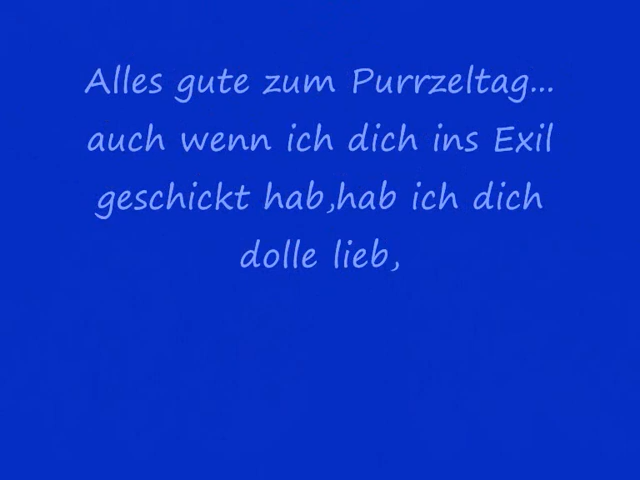 Alles gute zum Purrzeltag...
auch wenn ich dich ins Exil
geschickt hab,hab ich dich
dolle lieb,